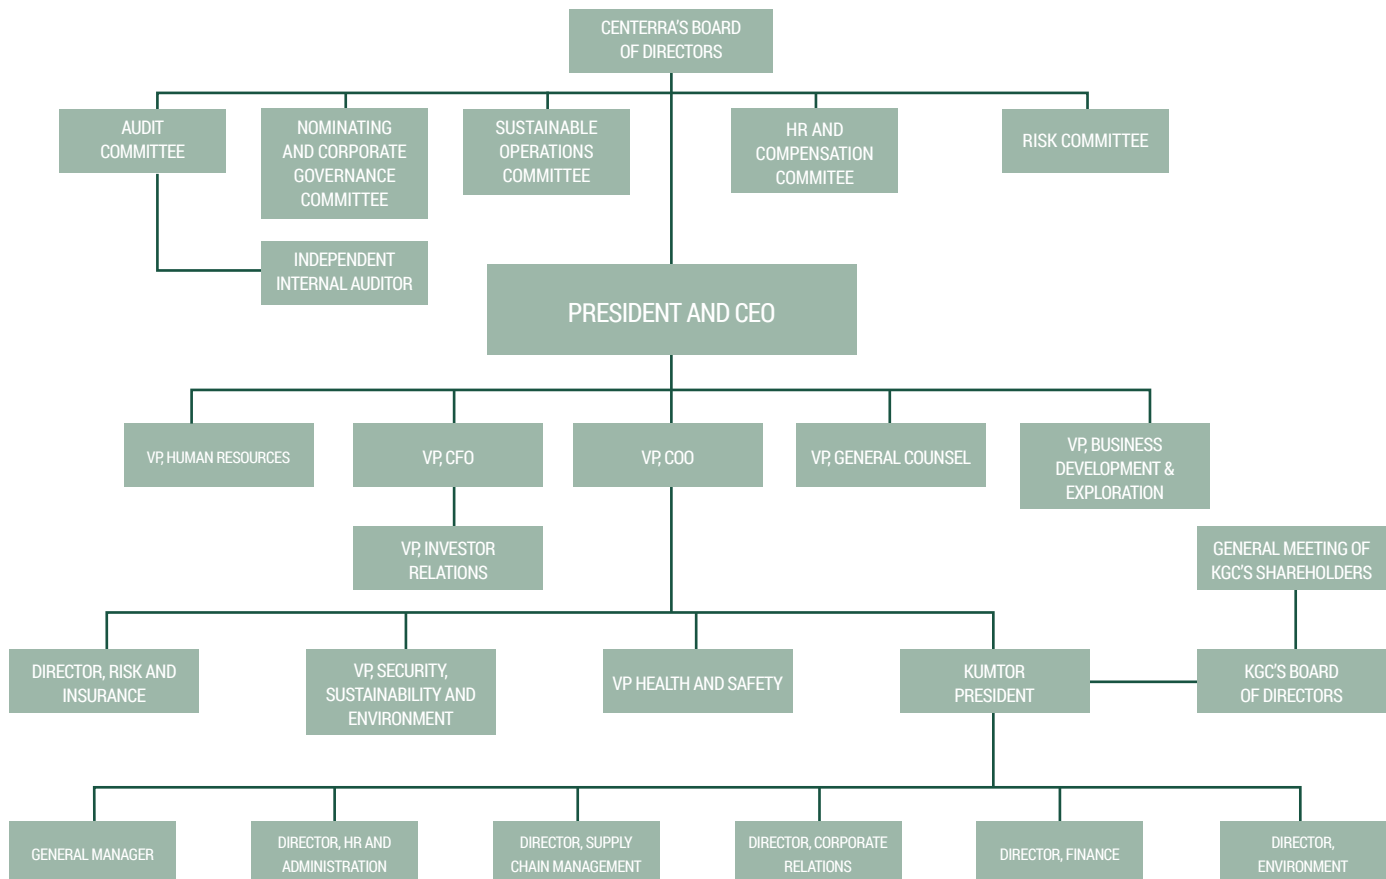 CENTERRA'S BOARD
OF DIRECTORS
AUDIT
COMMITTEE
NOMINATING
AND CORPORATE
GOVERNANCE
COMMITTEE
SUSTAINABLE
OPERATIONS
COMMITTEE
HR AND
COMPENSATION
COMMITEE
RISK COMMITTEE
INDEPENDENT
INTERNAL AUDITOR
PRESIDENT AND CEO
VP, HUMAN RESOURCES
VP, CFO
VP, COO
VP, GENERAL COUNSEL
VP, BUSINESS
DEVELOPMENT &
EXPLORATION
VP, INVESTOR
RELATIONS
GENERAL MEETING OF
KGC'S SHAREHOLDERS
DIRECTOR, RISK AND
INSURANCE
VP, SECURITY,
SUSTAINABILITY AND
ENVIRONMENT
VP HEALTH AND SAFETY
KUMTOR
PRESIDENT
KGC'S BOARD
OF DIRECTORS
GENERAL MANAGER
DIRECTOR, HR AND
ADMINISTRATION
DIRECTOR, SUPPLY
CHAIN MANAGEMENT
DIRECTOR, CORPORATE
RELATIONS
DIRECTOR, FINANCE
DIRECTOR,
ENVIRONMENT